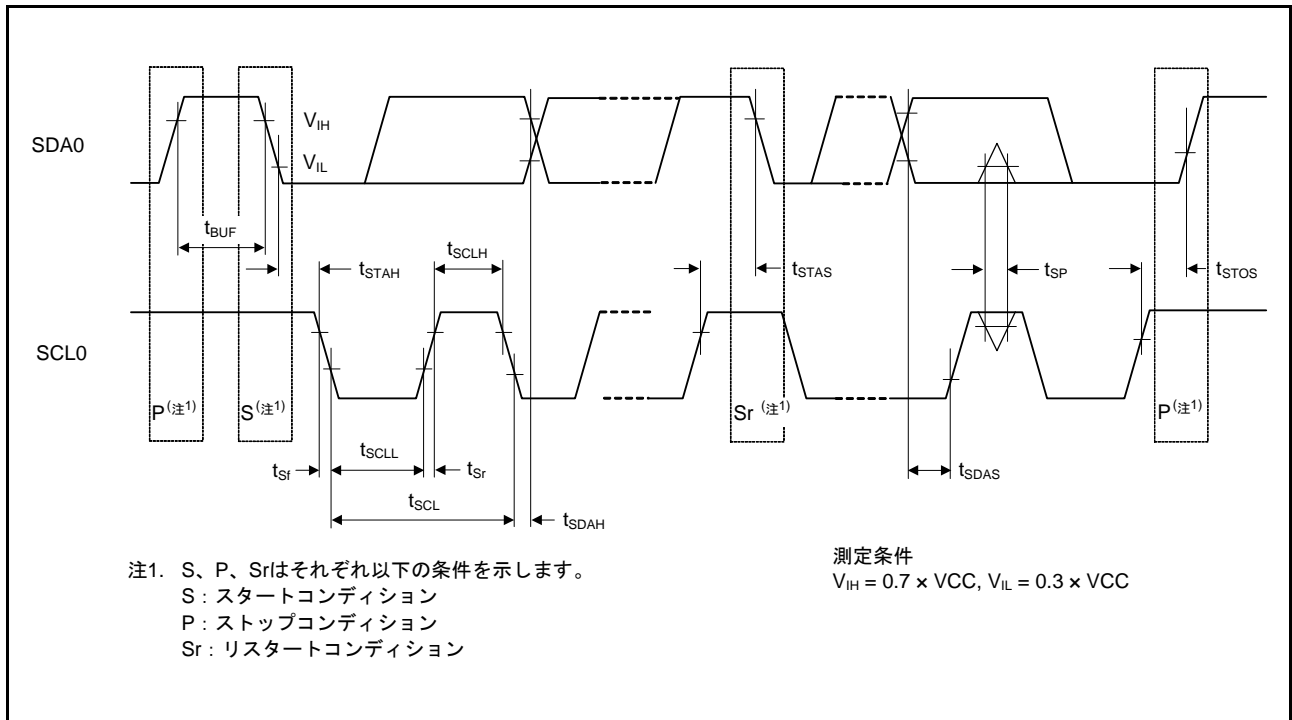 SDA0
VIH
VIL
tBUF
tSTAH
tSCLH
tSTAS
tSP
tSTOS
SCL0
P(注1)
S(注1)
Sr (注1)
P(注1)
tSf
tSCLL
tSr
tSCL
tSDAH
tSDAS
注1. S、P、Srはそれぞれ以下の条件を示します。
S:スタートコンディション
P:ストップコンディション
Sr:リスタートコンディション
測定条件
VIH = 0.7 × VCC, VIL = 0.3 × VCC